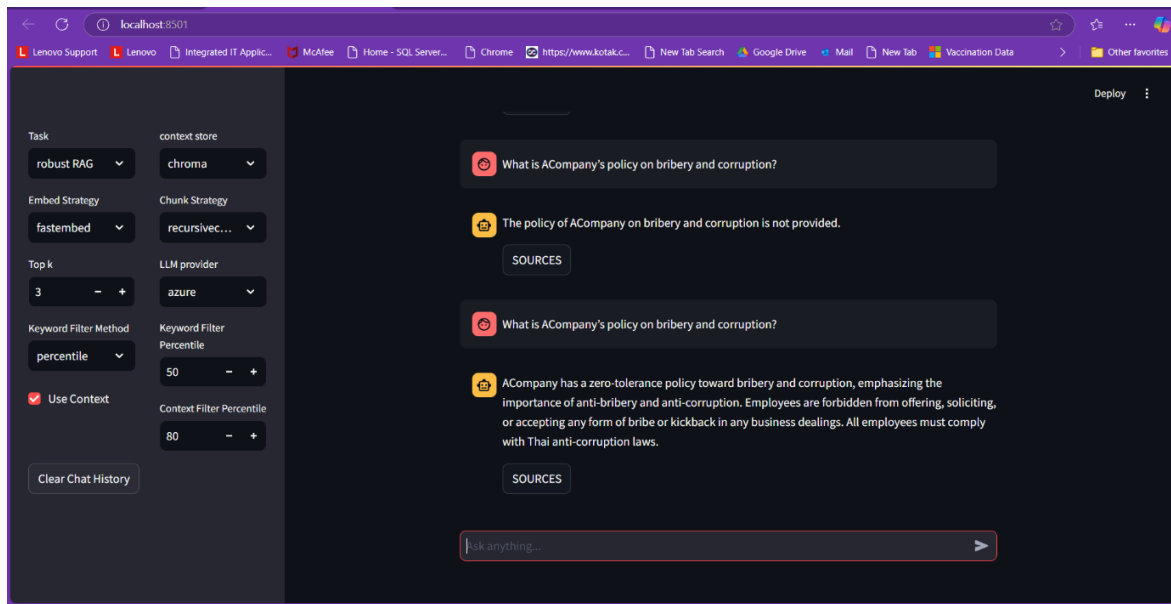 localhost:8501
Lenovo Support Lenovo Integrated IT Applic... McAfee Home - SQL Server... Chrome https://www.kotak.c... New Tab Search Google Drive Mail New Tab Vaccination Data Other favorites
Deploy
Task context store
robust RAG chroma
Embed Strategy Chunk Strategy
fastembed recursivec...
Top k LLM provider
3 - + azure
Keyword Filter Method Keyword Filter
Percentile
percentile
50 - +
Use Context
Context Filter Percentile
80 - +
Clear Chat History
What is ACompany’s policy on bribery and corruption?
The policy of ACompany on bribery and corruption is not provided.
SOURCES
What is ACompany’s policy on bribery and corruption?
ACompany has a zero-tolerance policy toward bribery and corruption, emphasizing the
importance of anti-bribery and anti-corruption. Employees are forbidden from offering, soliciting,
or accepting any form of bribe or kickback in any business dealings. All employees must comply
with Thai anti-corruption laws.
SOURCES
Ask anything...